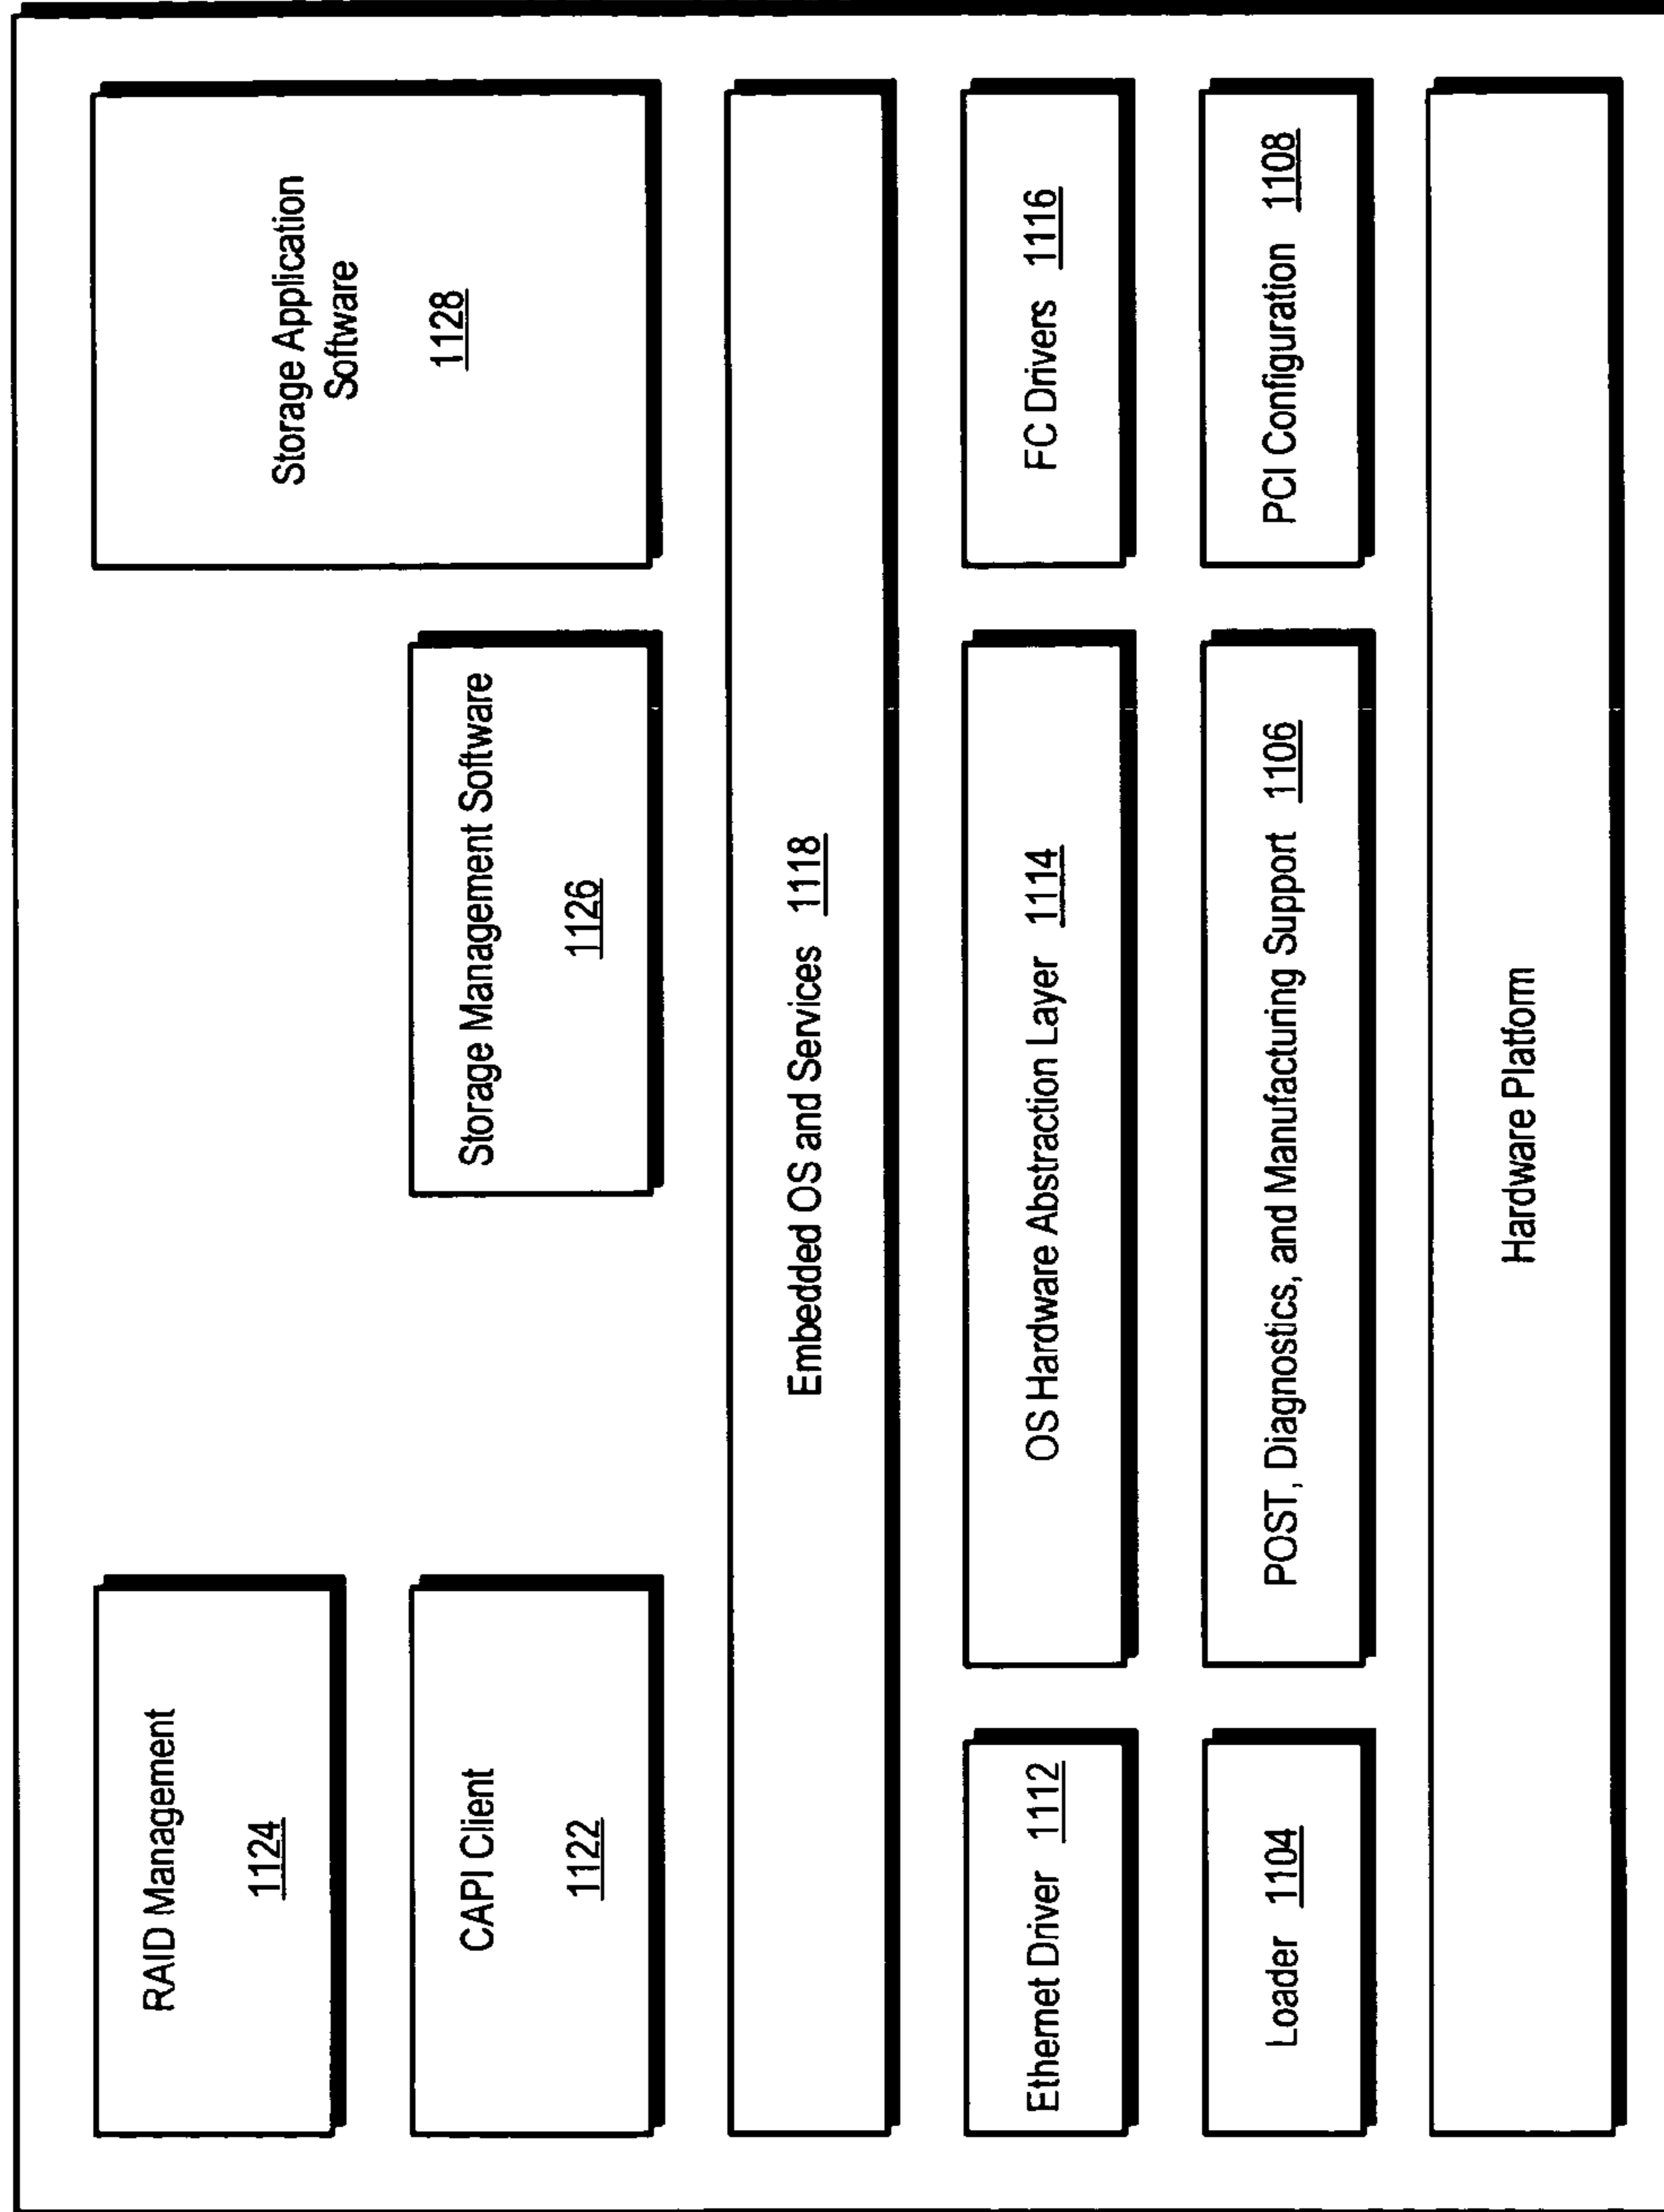 RAID Management
1124
Storage Application
Software
1128
CAPI Client
1122
Storage Management Software
1126
Embedded OS and Services 1118
Ethernet Driver 1112
OS Hardware Abstraction Layer 1114
FC Drivers 1116
Loader 1104
POST, Diagnostics, and Manufacturing Support 1106
PCI Configuration 1108
Hardware Platform